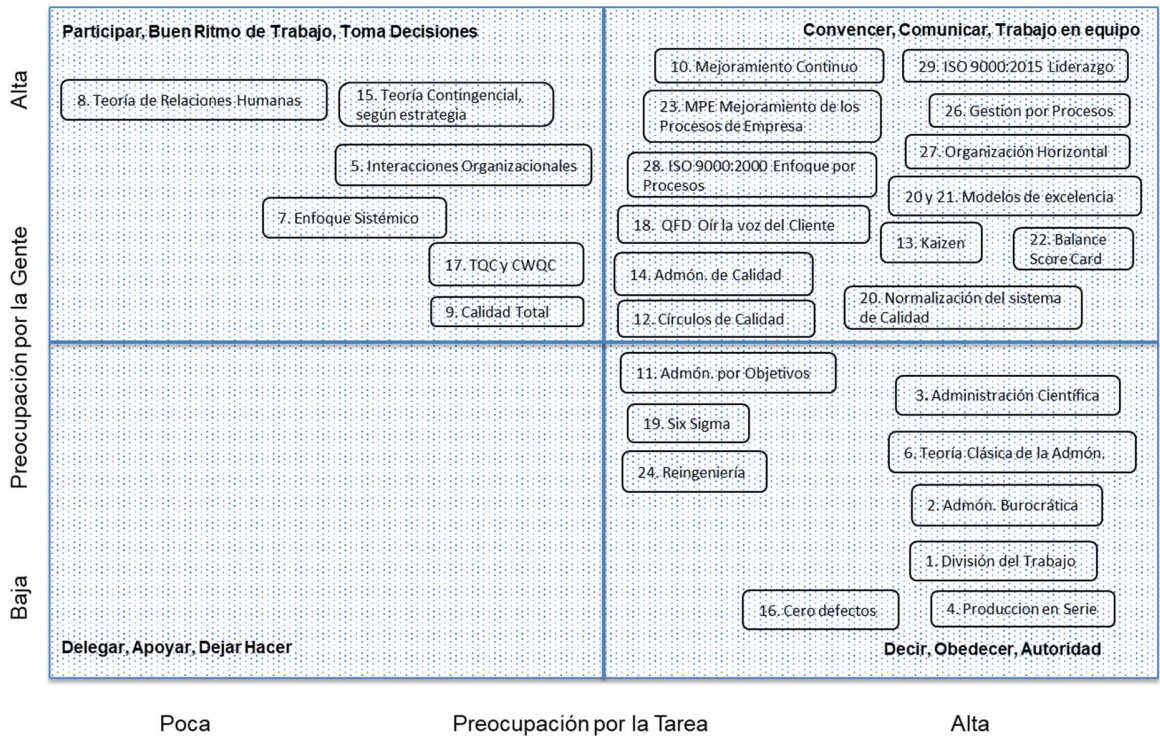 Participar, Buen Ritmo de Trabajo, Toma Decisiones
8. Teoría de Relaciones Humanas
15. Teoría Contingencial,
según estrategia
5. Interacciones Organizacionales
7. Enfoque Sistémico
17. TQC y CWQC
9. Calidad Total
Convencer, Comunicar, Trabajo en equipo
10. Mejoramiento Continuo
29. ISO 9000:2015 Liderazgo
23. MPE Mejoramiento de los
Procesos de Empresa
26. Gestion por Procesos
27. Organización Horizontal
28. ISO 9000:2000 Enfoque por
Procesos
20 y 21. Modelos de excelencia
18. QFD Oír la voz del Cliente
13. Kaizen
22. Balance
Score Card
14. Admón. de Calidad
20. Normalización del sistema
de Calidad
12. Círculos de Calidad
11. Admón. por Objetivos
3. Administración Científica
19. Six Sigma
6. Teoría Clásica de la Admón.
24. Reingeniería
2. Admón. Burocrática
1. División del Trabajo
16. Cero defectos
4. Produccion en Serie
Delegar, Apoyar, Dejar Hacer
Decir, Obedecer, Autoridad
Alta
Preocupación por la Gente
Baja
Poca
Preocupación por la Tarea
Alta